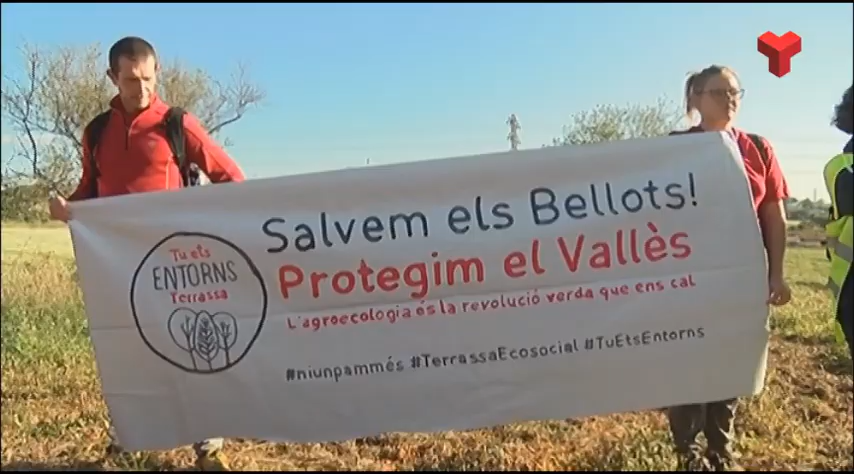 Tu ets
ENTORNS
Terrassa
Salvem els Bellots!
Protegim el Vallès
L'agroecologia és la revolució verda que ens cal
#niunpammés #TerrassaEcosocial #TuEtsEntorns